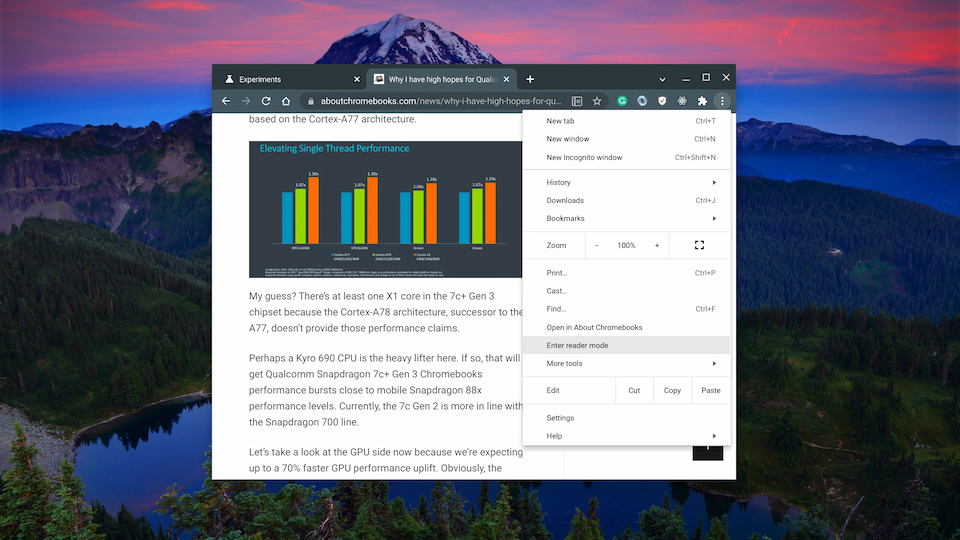 Experiments
Why I have high hopes for Qualc
aboutchromebooks.com/news/why-i-have-high-hopes-for-qu...
based on the Cortex-A77 architecture.
Elevating Single Thread Performance
1.07x 1.30x 1.07x 1.30x 1.04x 1.18x 1.07x 1.19x
Stream Octane
Cortex-A77 Cortex-A78 Cortex-X1
My guess? There's at least one X1 core in the 7c+ Gen 3
chipset because the Cortex-A78 architecture, successor to the
A77, doesn't provide those performance claims.
Perhaps a Kyro 690 CPU is the heavy lifter here. If so, that will
get Qualcomm Snapdragon 7c+ Gen 3 Chromebooks
performance bursts close to mobile Snapdragon 88x
performance levels. Currently, the 7c Gen 2 is more in line with
the Snapdragon 700 line.
Let's take a look at the GPU side now because we're expecting
up to a 70% faster GPU performance uplift. Obviously, the
New tab Ctrl+T
New window Ctrl+N
New Incognito window Ctrl+Shift+N
History
Downloads Ctrl+J
Bookmarks
Zoom - 100% +
Print... Ctrl+P
Cast...
Find... Ctrl+F
Open in About Chromebooks
Enter reader mode
More tools
Edit Cut Copy Paste
Settings
Help